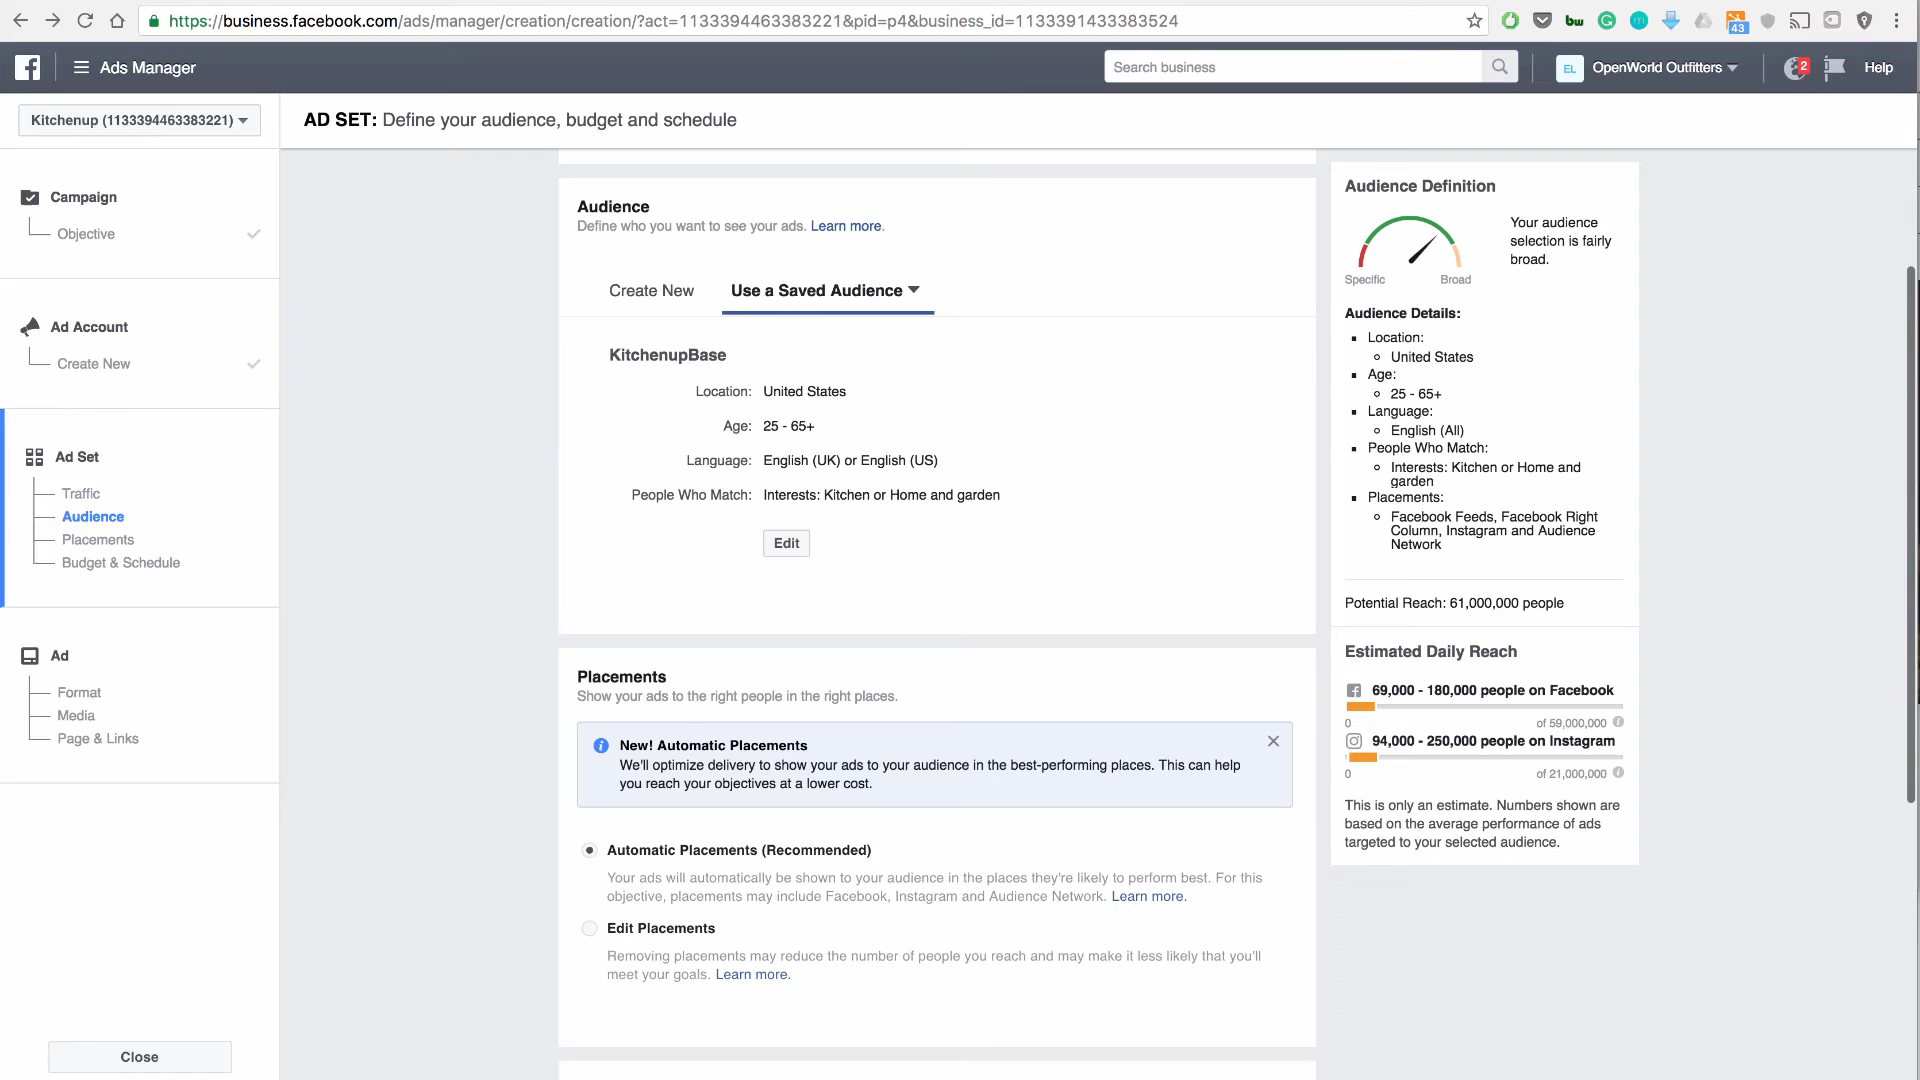 https://business.facebook.com/ads/manager/creation/creation/?act=1133394463383221&pid=p4&business_id=1133391433383524
bw
43
Ads Manager
Search business
EL
OpenWorld Outfitters
2
Help
Kitchenup (1133394463383221)
AD SET: Define your audience, budget and schedule
Campaign
Objective
Ad Account
Create New
Ad Set
Traffic
Audience
Placements
Budget & Schedule
Ad
Format
Media
Page & Links
Close
Audience
Define who you want to see your ads. Learn more.
Create New
Use a Saved Audience
KitchenupBase
Location: United States
Age: 25 - 65+
Language: English (UK) or English (US)
People Who Match: Interests: Kitchen or Home and garden
Edit
Placements
Show your ads to the right people in the right places.
New! Automatic Placements
We'll optimize delivery to show your ads to your audience in the best-performing places. This can help
you reach your objectives at a lower cost.
Automatic Placements (Recommended)
Your ads will automatically be shown to your audience in the places they're likely to perform best. For this
objective, placements may include Facebook, Instagram and Audience Network. Learn more.
Edit Placements
Removing placements may reduce the number of people you reach and may make it less likely that you'll
meet your goals. Learn more.
Audience Definition
Your audience
selection is fairly
broad.
Specific
Broad
Audience Details:
Location:
United States
Age:
25 - 65+
Language:
English (All)
People Who Match:
Interests: Kitchen or Home and
garden
Placements:
Facebook Feeds, Facebook Right
Column, Instagram and Audience
Network
Potential Reach: 61,000,000 people
Estimated Daily Reach
69,000 - 180,000 people on Facebook
0
of 59,000,000
94,000 - 250,000 people on Instagram
0
of 21,000,000
This is only an estimate. Numbers shown are
based on the average performance of ads
targeted to your selected audience.